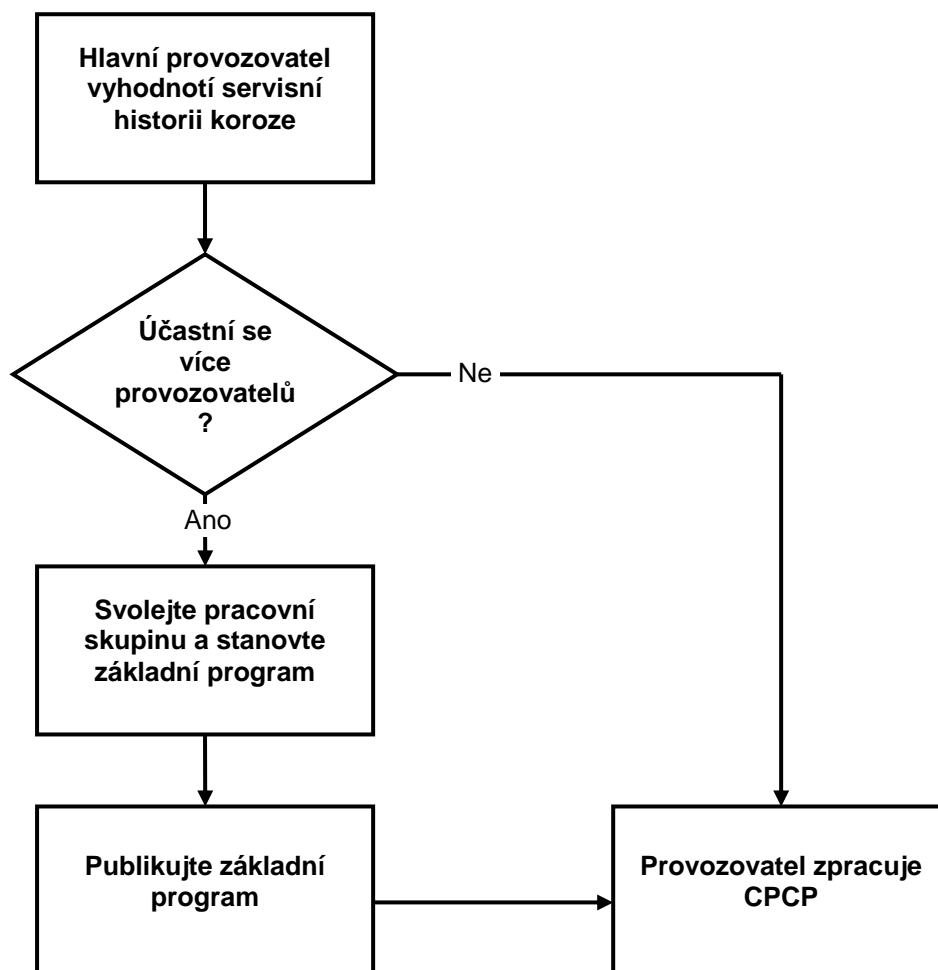 Hlavní provozovatel
vyhodnotí servisní
historii koroze
Účastní se
více
provozovatelů
?
Ne
Ano
Svolejte pracovní
skupinu a stanovte
základní program
Publikujte základní
program
Provozovatel zpracuje
CPCP